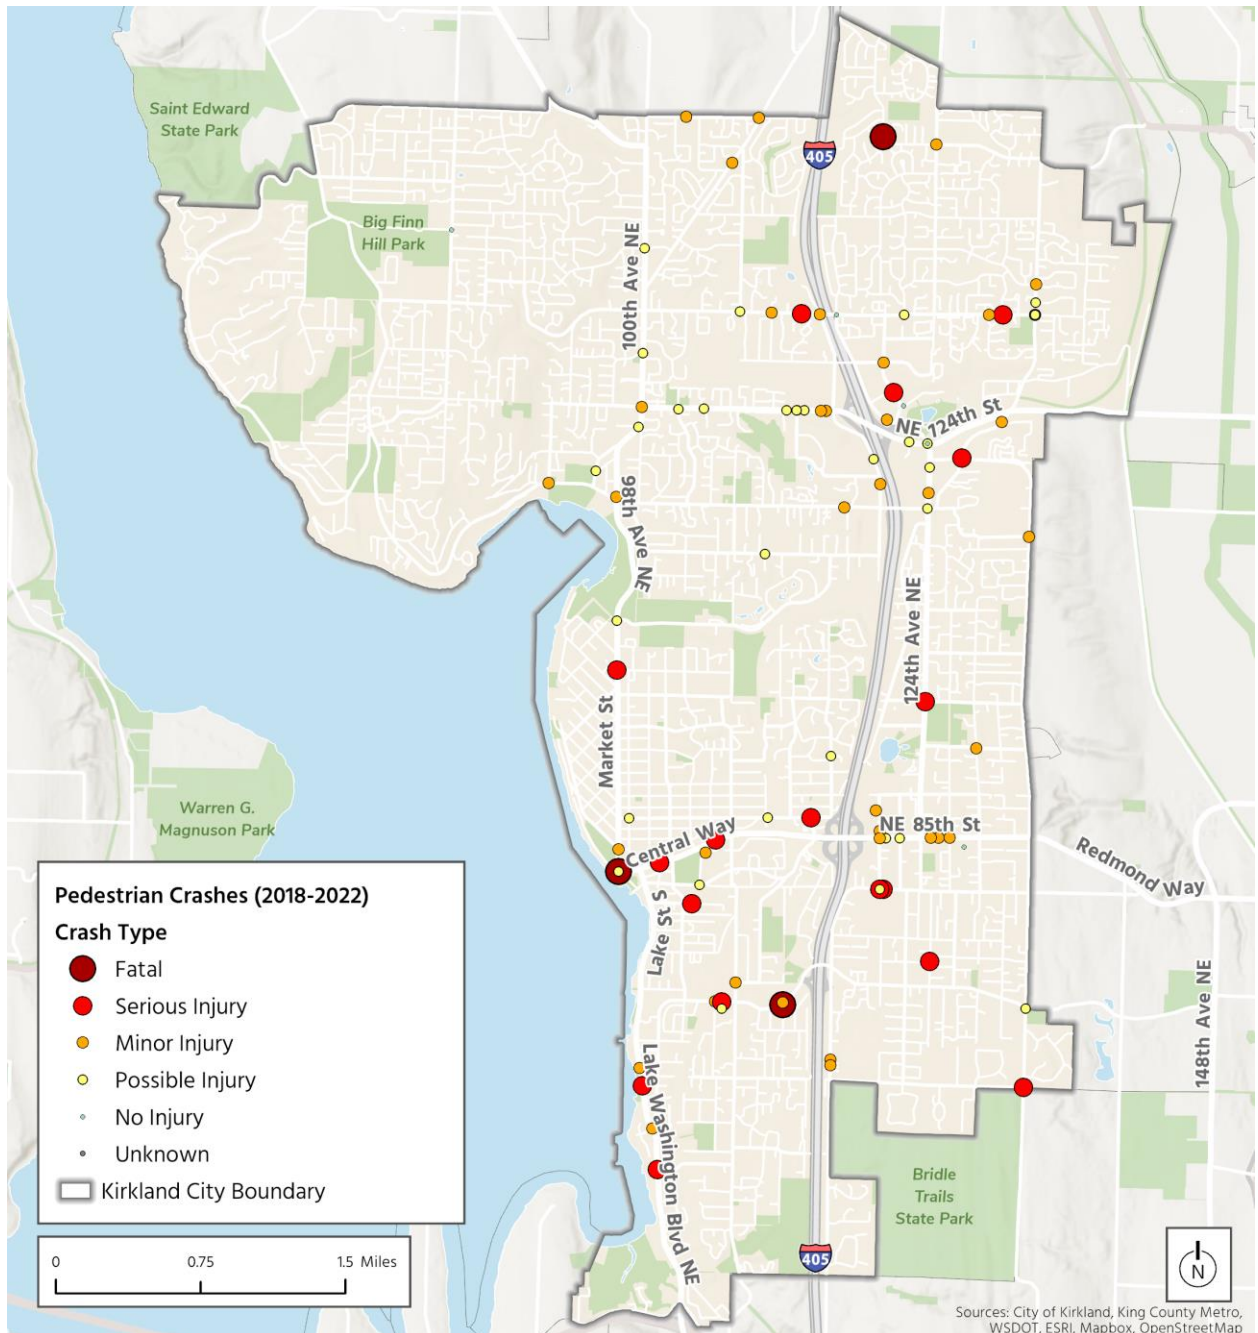 Saint Edward
State Park
405
Big Finn
Hill Park
100th Ave NE
NE 124th St
98th Ave NE
124th Ave NE
Market St
Warren G.
Magnuson Park
NE 85th St
Central Way
Redmond Way
Lake St S
148th Ave NE
Lake Washington Blvd NE
Bridle
Trails
State Park
405
Pedestrian Crashes (2018-2022)
Crash Type
Fatal
Serious Injury
Minor Injury
Possible Injury
No Injury
Unknown
Kirkland City Boundary
0 0.75 1.5 Miles
N
Sources: City of Kirkland, King County Metro,
WSDOT, ESRI, Mapbox, OpenStreetMap